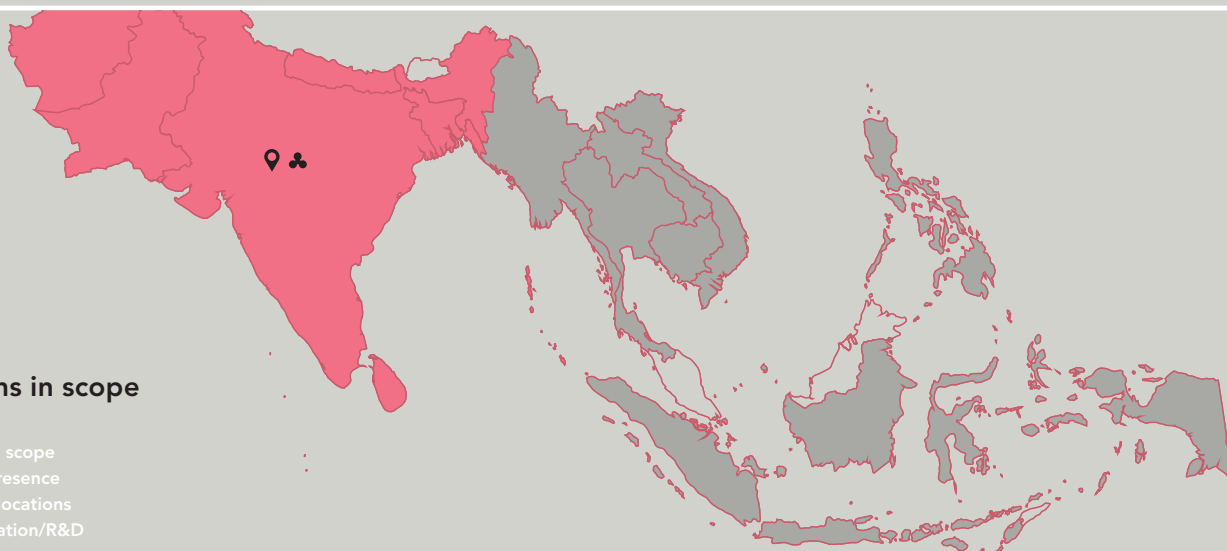 ns in scope
scope
resence
ocations
ation/R&D